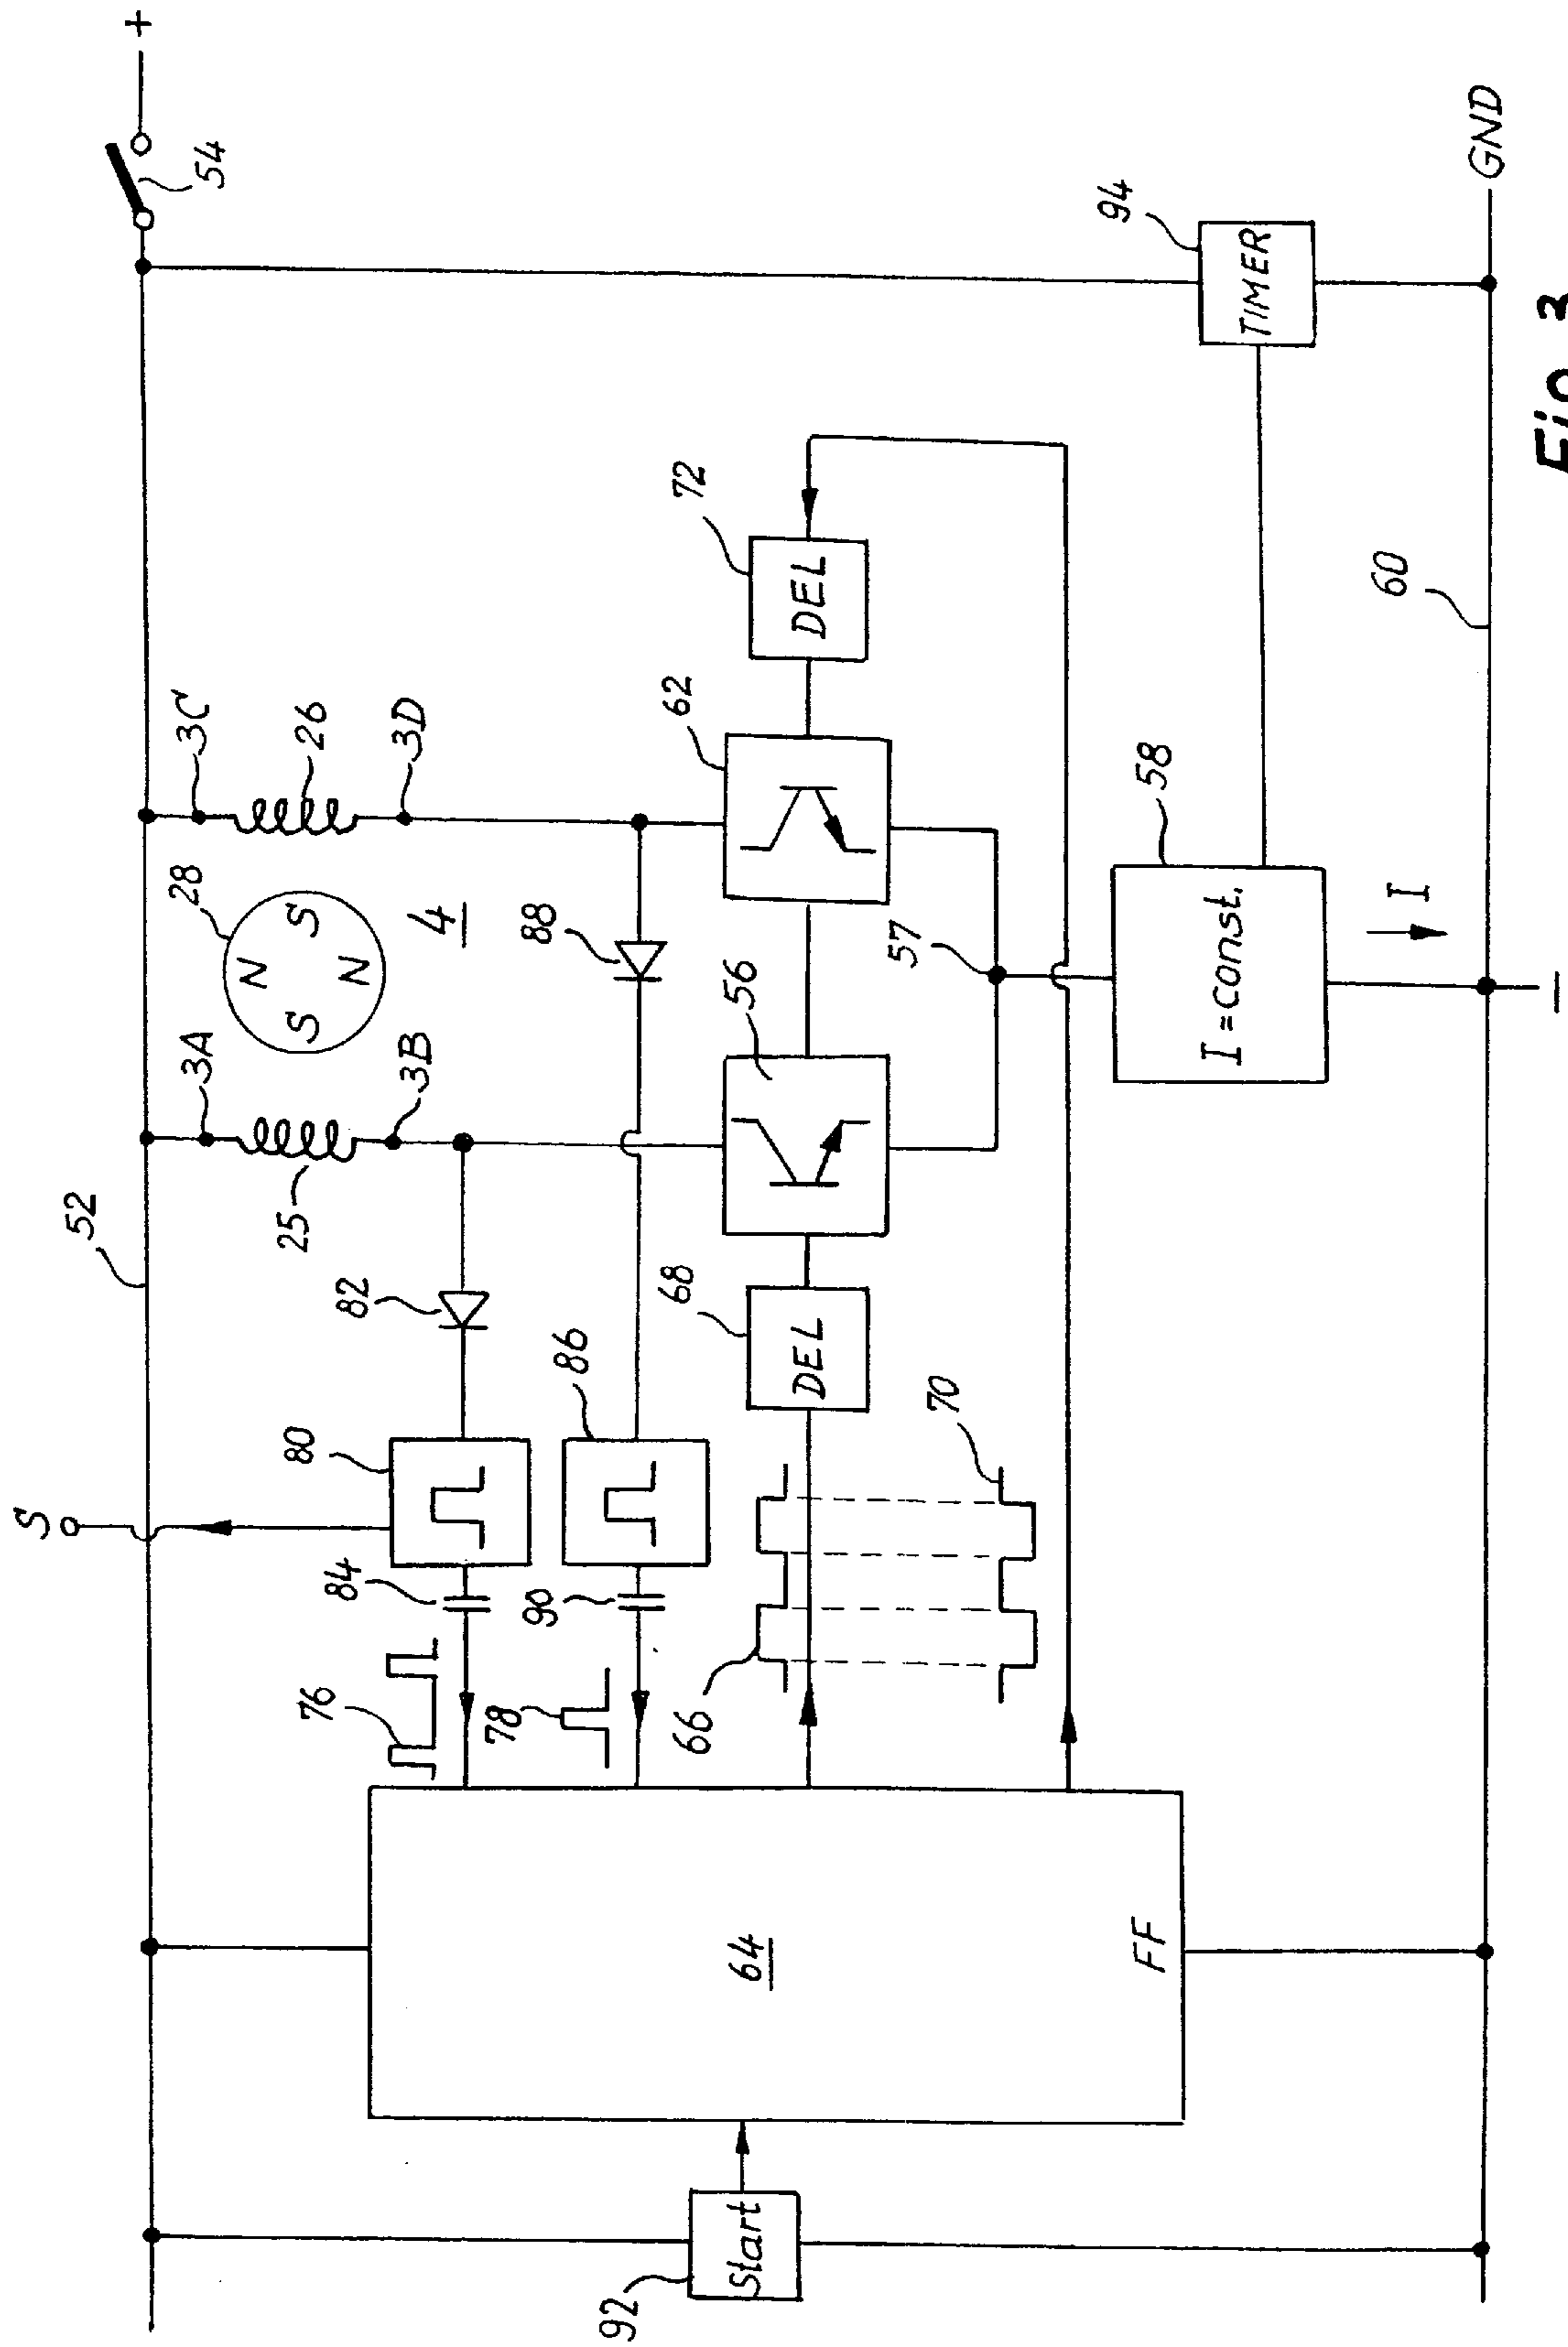 S
52
54
+
3A
3C
28
N
S
S
N
25
26
3B
3D
4
82
80
84
76
88
86
90
78
56
62
72
68
DEL
DEL
66
70
57
64
FF
92
Start
58
I = Const.
I
94
TIMER
60
GND
–
Fig. 3